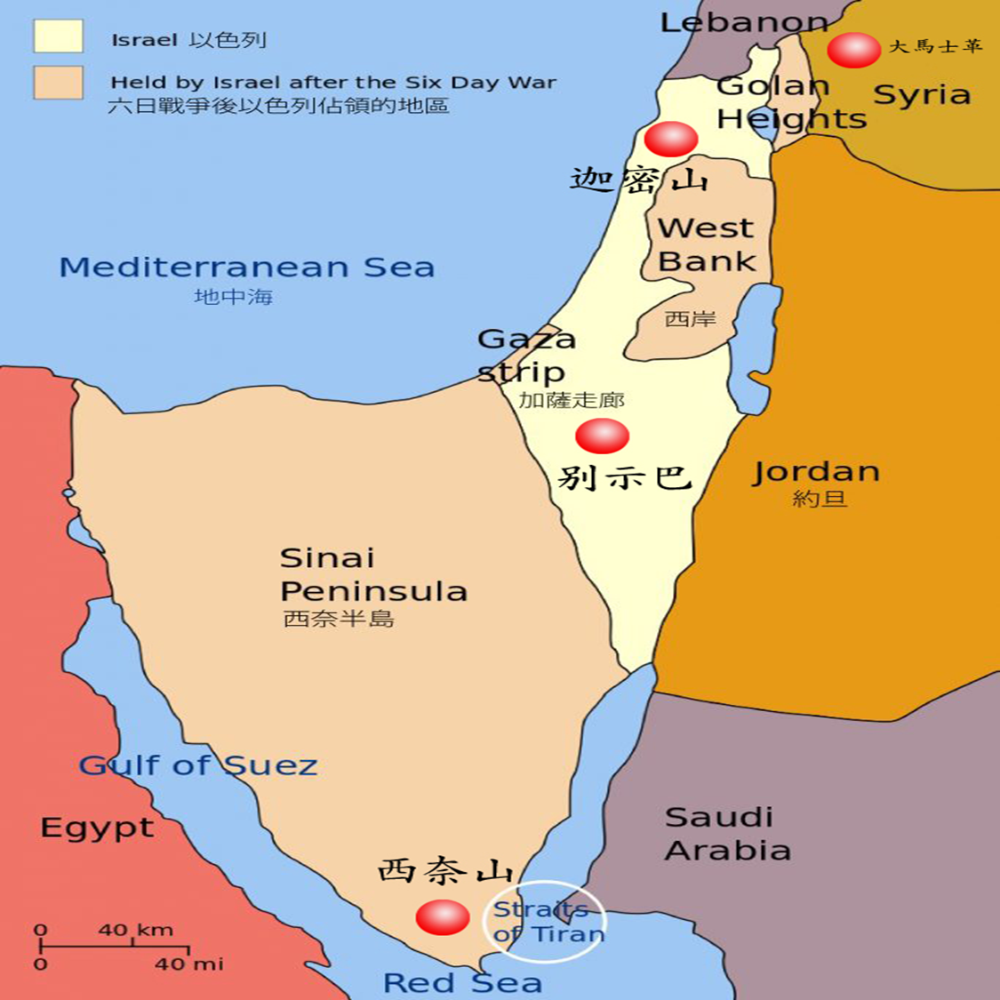 Israel 以色列
Held by Israel after the Six Day War
六日戰爭後以色列佔領的地區
Lebanon
大馬士革
Golan
Heights
Syria
迦密山
West
Bank
Mediterranean Sea
地中海
西岸
Gaza
strip
加薩走廊
別示巴
Jordan
約旦
Sinai
Peninsula
西奈半島
Gulf of Suez
Egypt
Saudi
Arabia
西奈山
Straits
of Tiran
0 40 km
0 40 mi
Red Sea